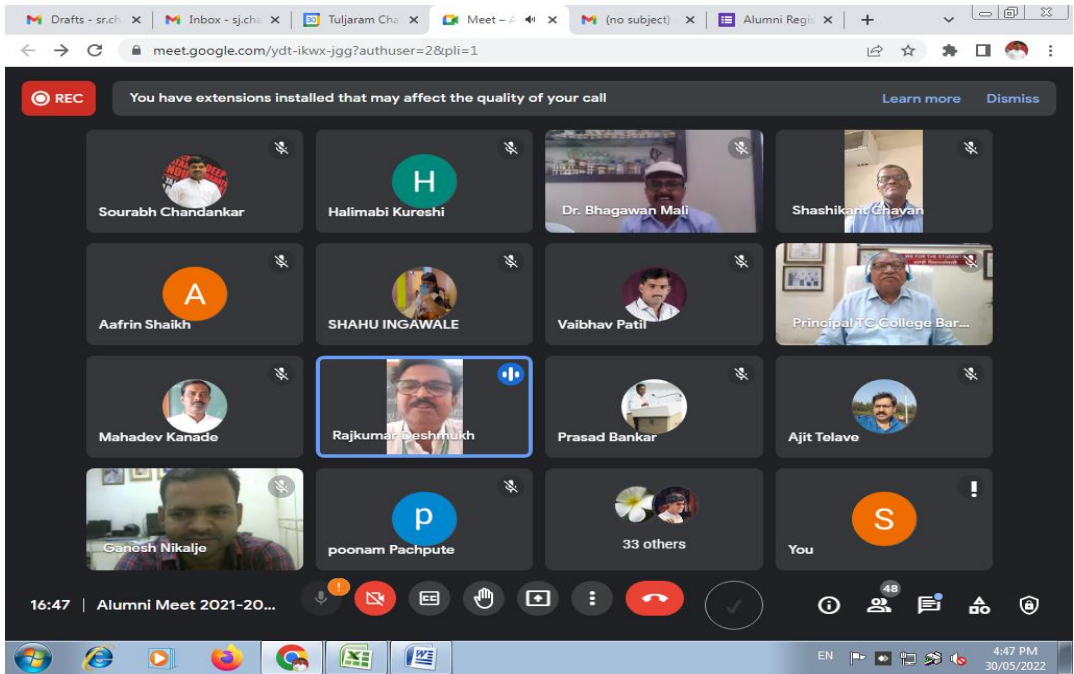 Drafts - sr.ch
Inbox - sj.cha
Tuljaram Cha
Meet –
(no subject)
Alumni Regis
meet.google.com/ydt-ikwx-jgg?authuser=2&pli=1
REC
You have extensions installed that may affect the quality of your call
Learn more
Dismiss
Sourabh Chandankar
H
Halimabi Kureshi
Dr. Bhagawan Mali
Shashikant Chavan
A
Aafrin Shaikh
SHAHU INGAWALE
Vaibhav Patil
Principal TC College Bar...
Mahadev Kanade
Rajkumar Deshmukh
Prasad Bankar
Ajit Telave
Ganesh Nikalje
p
poonam Pachpute
33 others
S
You
16:47 | Alumni Meet 2021-20...
CC
48
EN
4:47 PM
30/05/2022